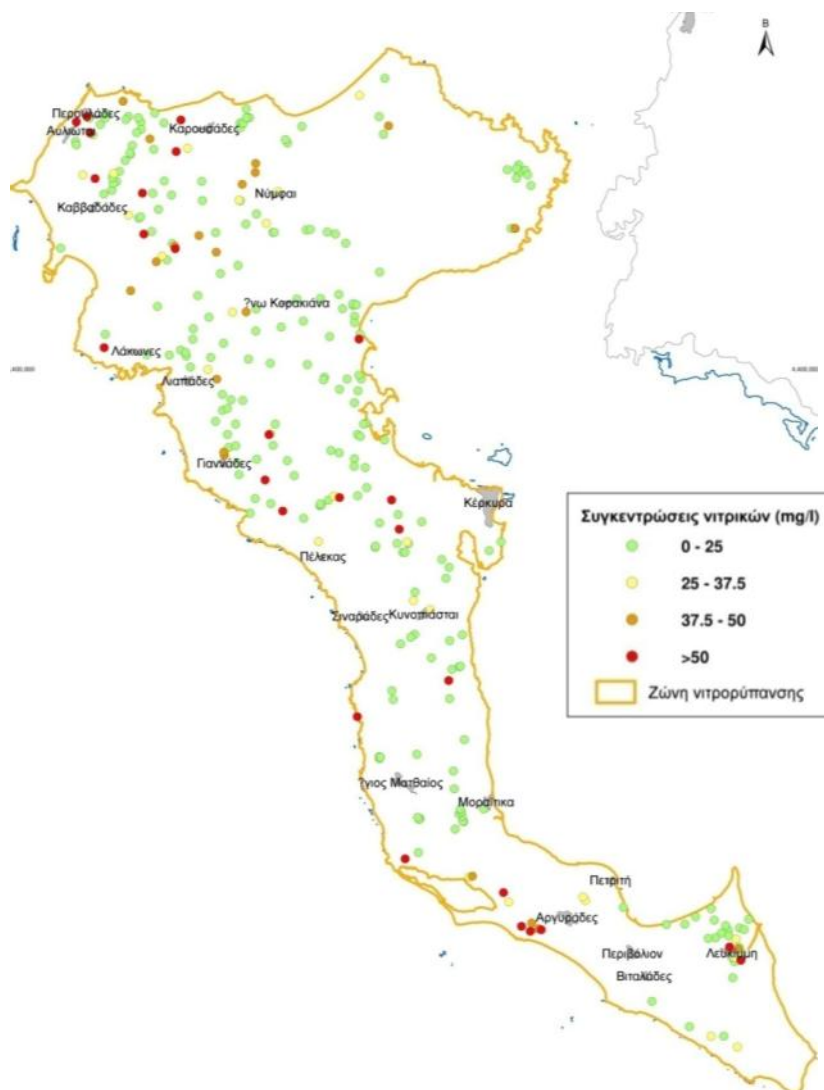 Β
Περουλάδες
Αυλιώται
Καρουσάδες
Καββαδάδες
Νύμφαι
?νω Κορακιάνα
Λάκωνες
Λιαπάδες
Γιαννάδες
Κέρκυρα
Πέλεκας
Σιναράδες
Κυνοπιάσται
?γιος Ματθαίος
Μοραΐτικα
Πετριτή
Αργυράδες
Περιβόλιον
Λευκίμμη
Βιταλάδες
Συγκεντρώσεις νιτρικών (mg/l)
0 - 25
25 - 37.5
37.5 - 50
>50
Ζώνη νιτρορύπανσης